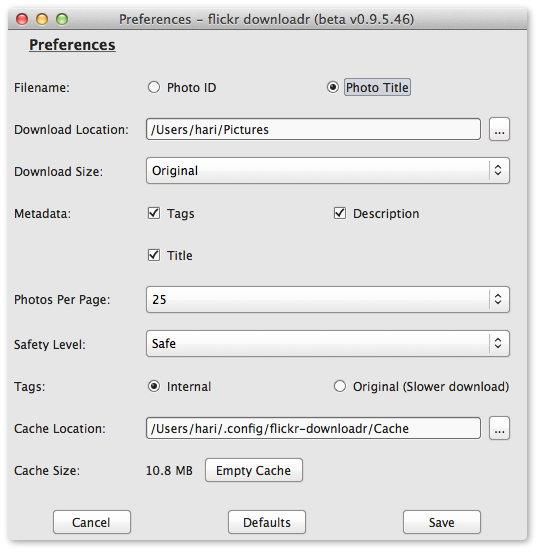 Preferences – flickr downloadr (beta v0.9.5.46)
Preferences
Filename: Photo ID Photo Title
Download Location: /Users/hari/Pictures ...
Download Size: Original
Metadata: Tags Description
Title
Photos Per Page: 25
Safety Level: Safe
Tags: Internal Original (Slower download)
Cache Location: /Users/hari/.config/flickr-downloadr/Cache ...
Cache Size: 10.8 MB Empty Cache
Cancel Defaults Save